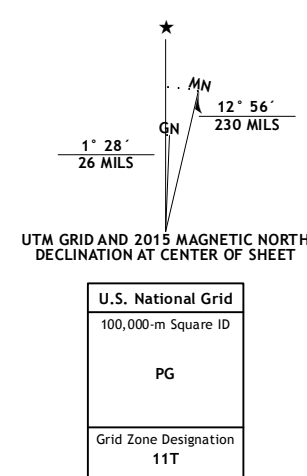 ★
MN
GN
12° 56´
230 MILS
1° 28´
26 MILS
UTM GRID AND 2015 MAGNETIC NORTH
DECLINATION AT CENTER OF SHEET
U.S. National Grid
100,000-m Square ID
PG
Grid Zone Designation
11T